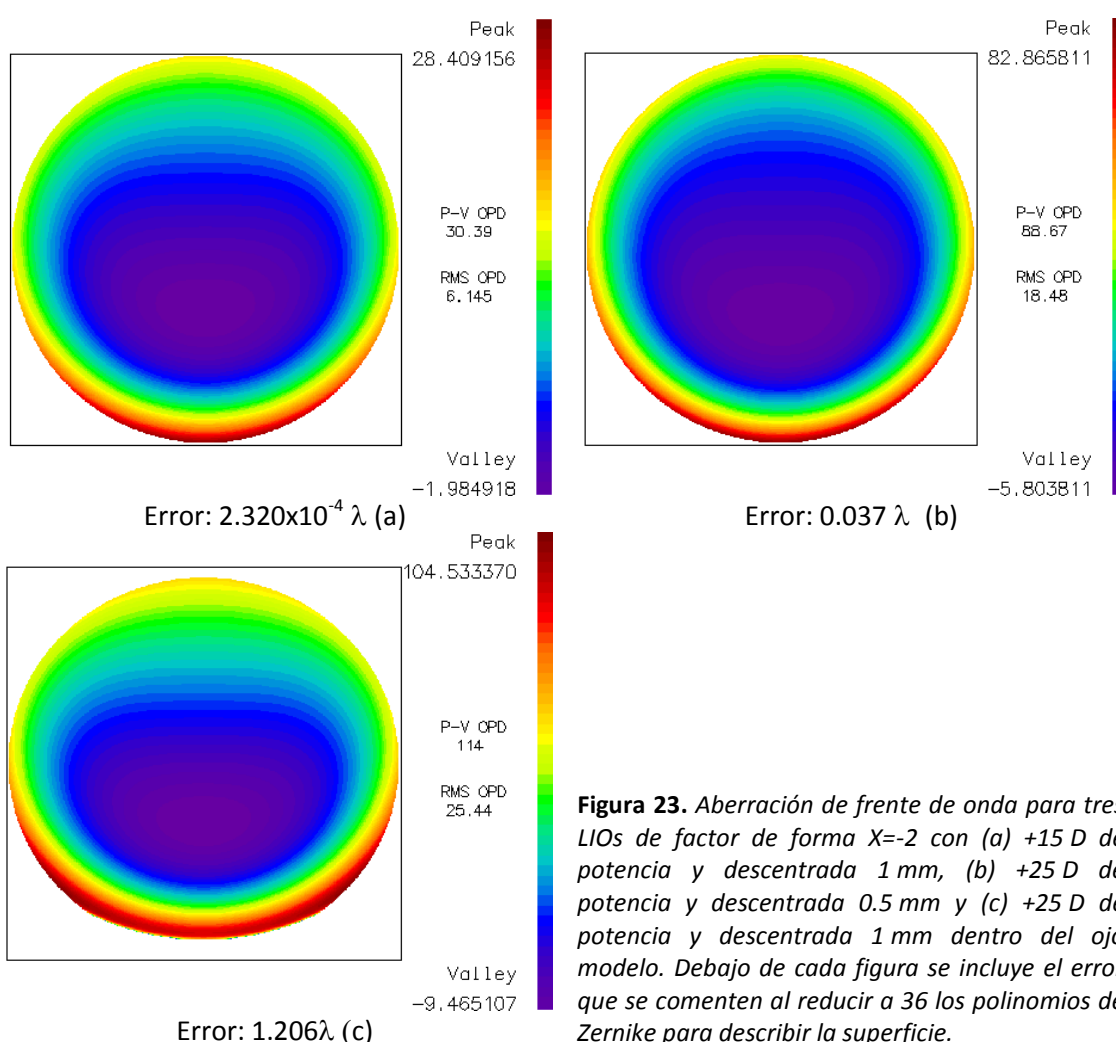 Peak
28.409156
P-V OPD
30.39
RMS OPD
6.145
Valley
-1.984918
Error: 2.320x10⁻⁴ λ (a)
Peak
82.865811
P-V OPD
88.67
RMS OPD
18.48
Valley
-5.803811
Error: 0.037 λ (b)
Peak
104.533370
P-V OPD
114
RMS OPD
25.44
Valley
-9.465107
Error: 1.206λ (c)
Figura 23. Aberración de frente de onda para tres
LIOs de factor de forma X=-2 con (a) +15 D de
potencia y descentrada 1 mm, (b) +25 D de
potencia y descentrada 0.5 mm y (c) +25 D de
potencia y descentrada 1 mm dentro del ojo
modelo. Debajo de cada figura se incluye el error
que se comenten al reducir a 36 los polinomios de
Zernike para describir la superficie.